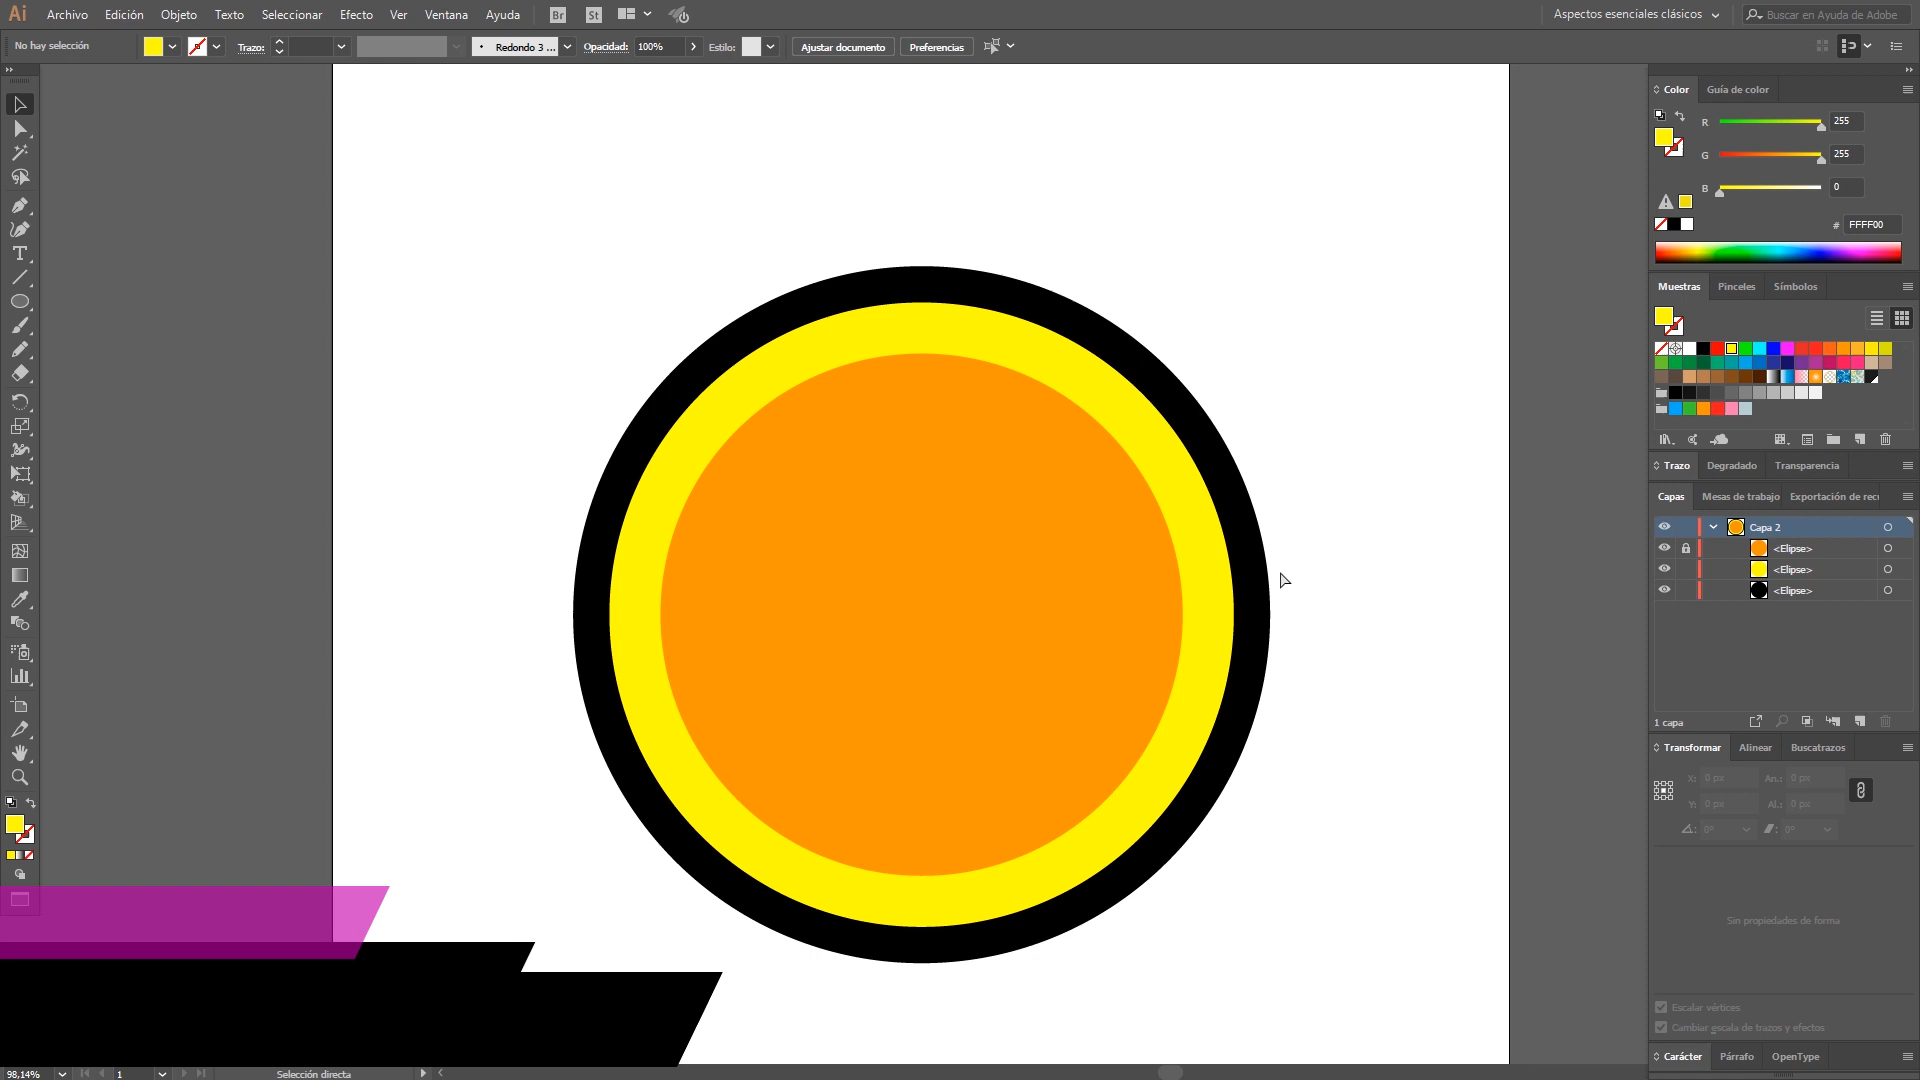 Ai Archivo Edición Objeto Texto Seleccionar Efecto Ver Ventana Ayuda Br St Aspectos esenciales clásicos Buscar en Ayuda de Adobe
No hay selección Trazo: Redondo 3 ... Opacidad: 100% Estilo: Ajustar documento Preferencias
Color Guía de color
R 255
G 255
B 0
# FFFF00
Muestras Pinceles Símbolos
Trazo Degradado Transparencia
Capas Mesas de trabajo Exportación de recu
Capa 2
<Elipse>
<Elipse>
<Elipse>
1 capa
Transformar Alinear Buscatrazos
X: 0 px An.: 0 px
Y: 0 px Al.: 0 px
0° 0°
Sin propiedades de forma
Escalar vértices
Cambiar escala de trazos y efectos
Carácter Párrafo OpenType
98,14% 1 Selección directa